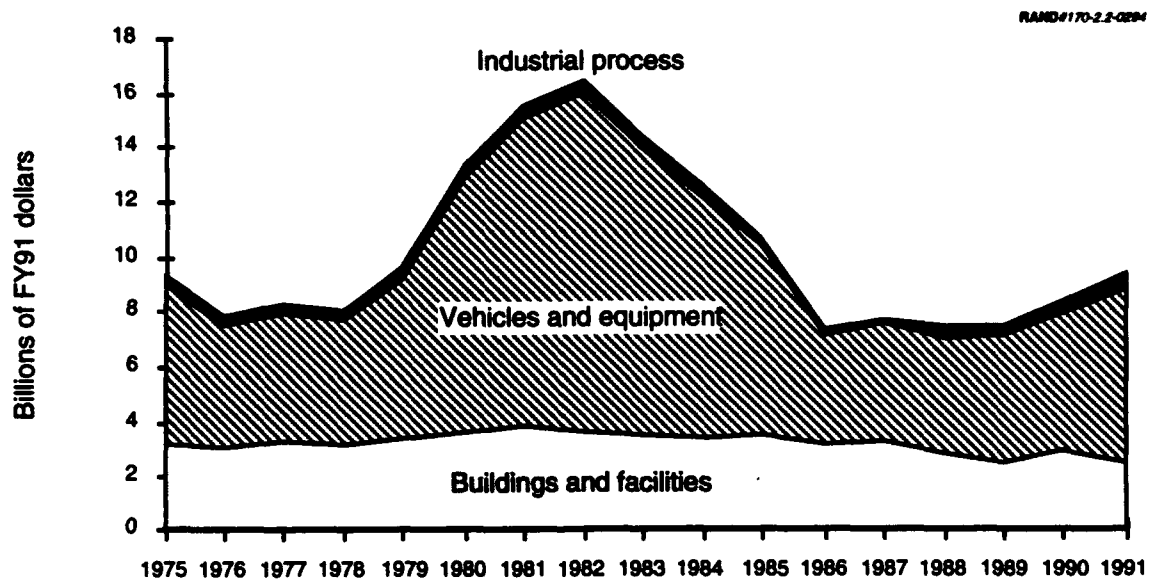 RAND#170-2.2-0294
Billions of FY91 dollars
18
16
14
12
10
8
6
4
2
0
Industrial process
Vehicles and equipment
Buildings and facilities
1975 1976 1977 1978 1979 1980 1981 1982 1983 1984 1985 1986 1987 1988 1989 1990 1991